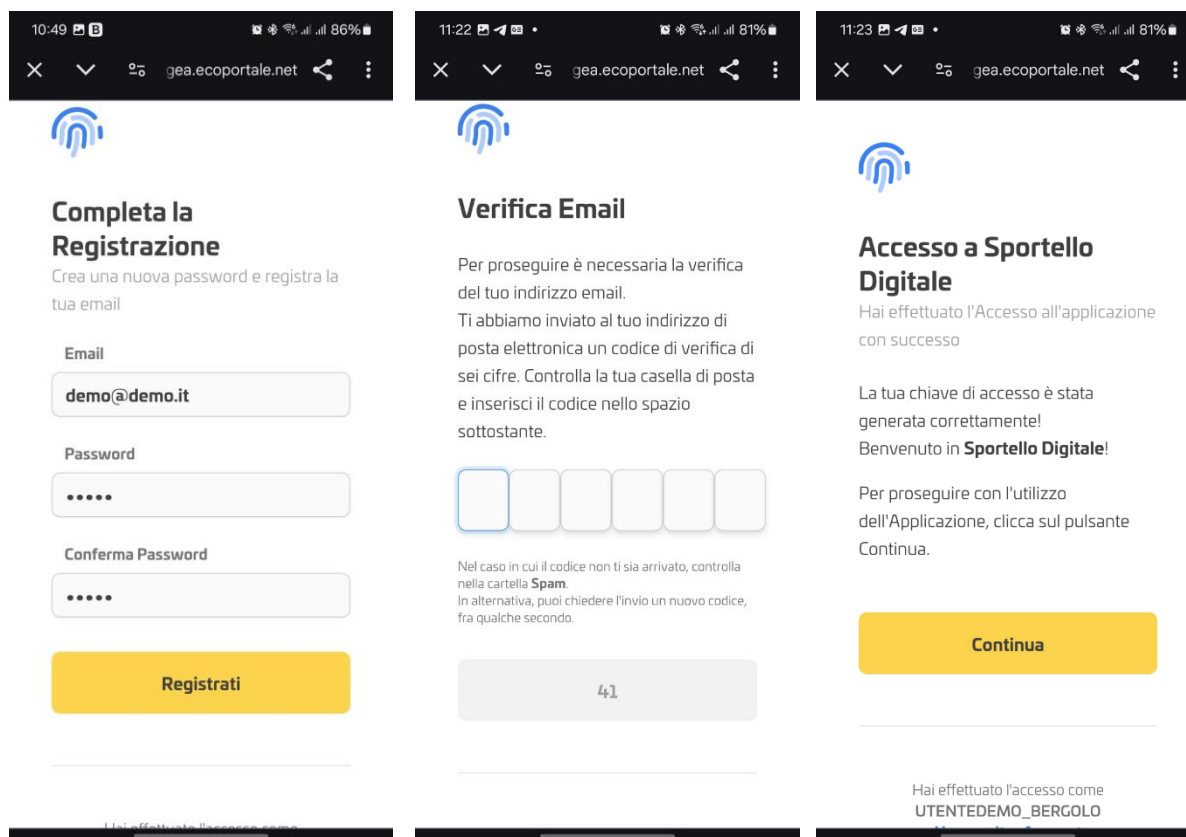 10:49
86%
gea.ecoportale.net
Completa la
Registrazione
Crea una nuova password e registra la
tua email
Email
demo@demo.it
Password
•••••
Conferma Password
•••••
Registrati
11:22
81%
gea.ecoportale.net
Verifica Email
Per proseguire è necessaria la verifica
del tuo indirizzo email.
Ti abbiamo inviato al tuo indirizzo di
posta elettronica un codice di verifica di
sei cifre. Controlla la tua casella di posta
e inserisci il codice nello spazio
sottostante.
Nel caso in cui il codice non ti sia arrivato, controlla
nella cartella Spam.
In alternativa, puoi chiedere l'invio un nuovo codice,
fra qualche secondo.
41
11:23
81%
gea.ecoportale.net
Accesso a Sportello
Digitale
Hai effettuato l'Accesso all'applicazione
con successo
La tua chiave di accesso è stata
generata correttamente!
Benvenuto in Sportello Digitale!
Per proseguire con l'utilizzo
dell'Applicazione, clicca sul pulsante
Continua.
Continua
Hai effettuato l'accesso come
UTENTEDEMO_BERGOLO